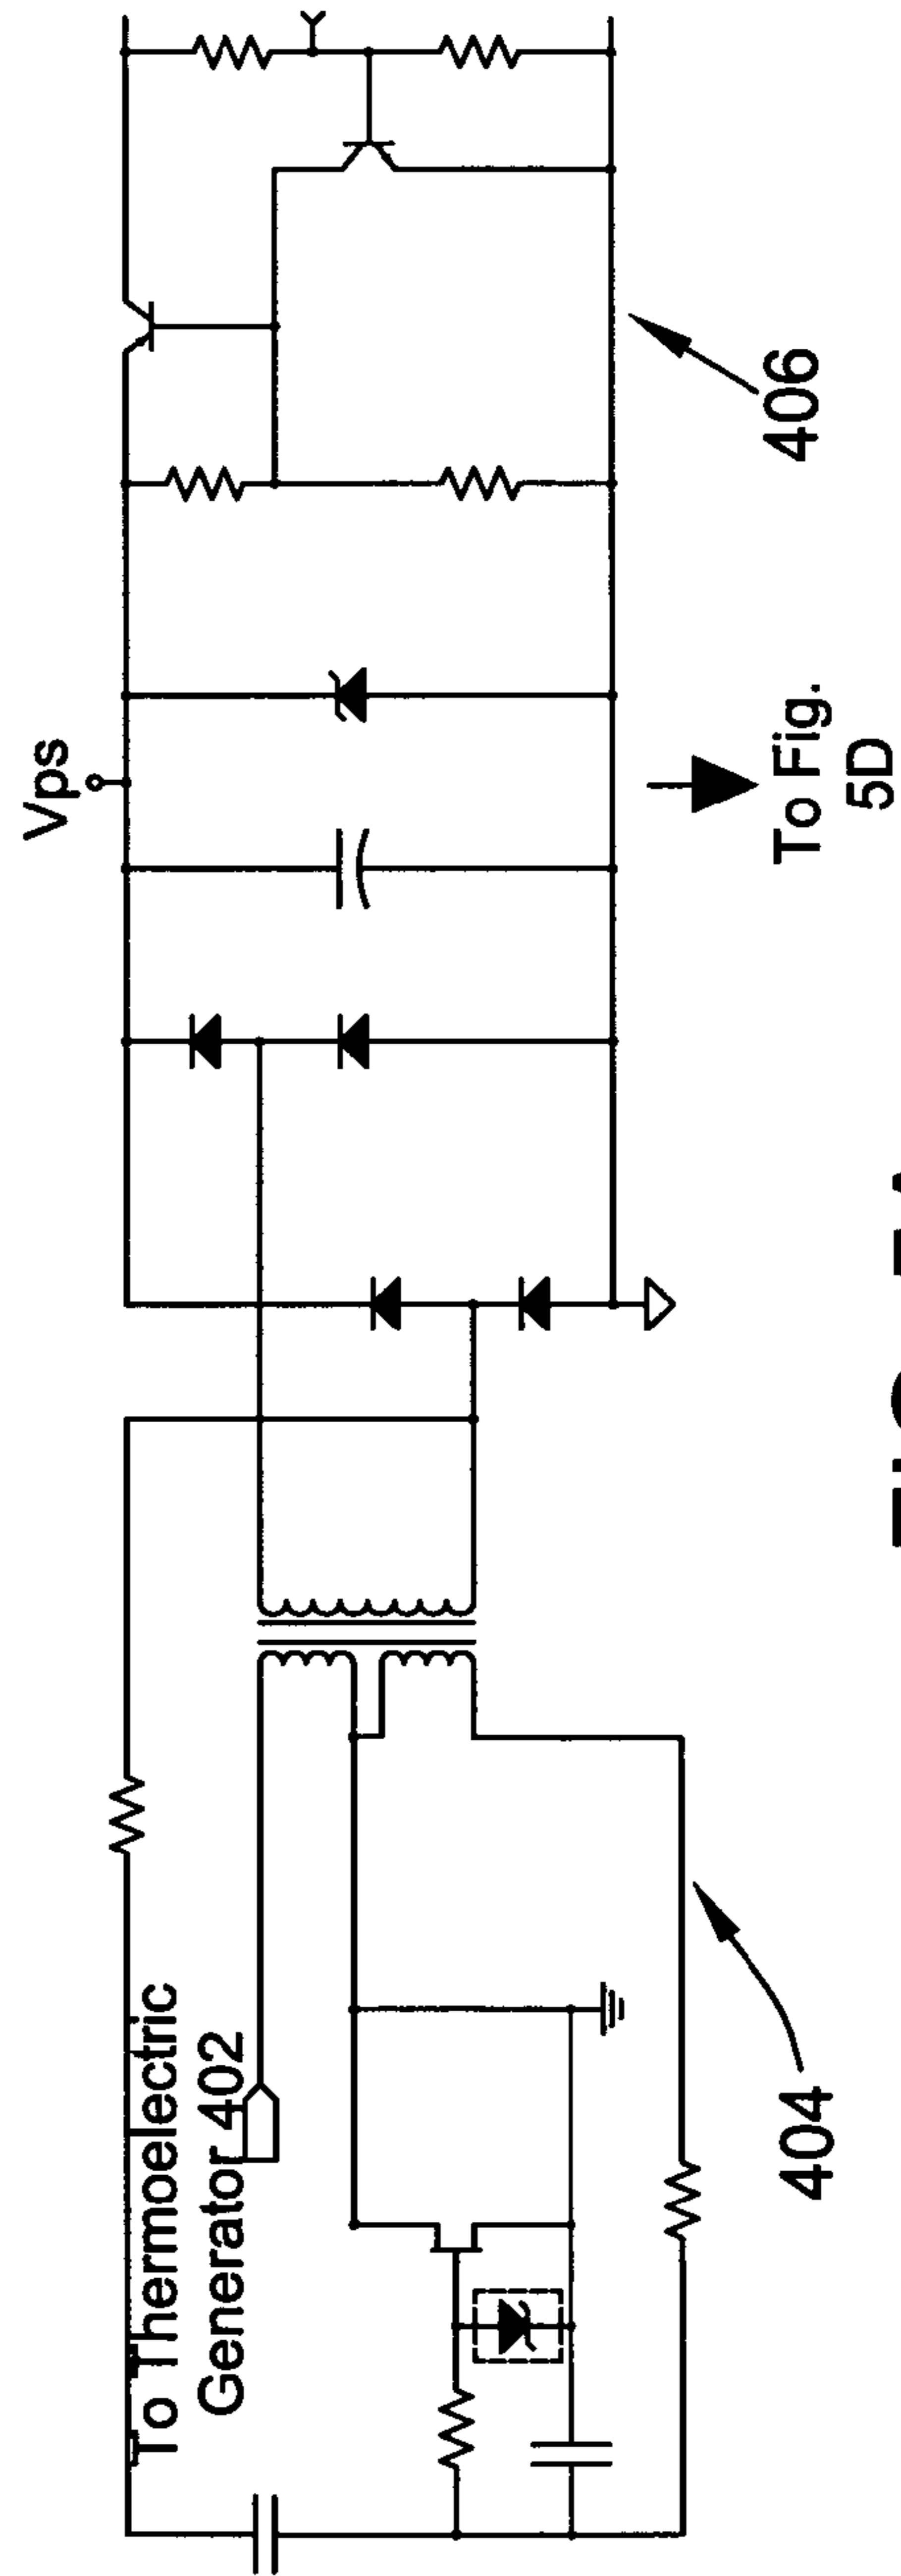 Vps
To Thermoelectric
Generator 402
404
406
To Fig.
5D